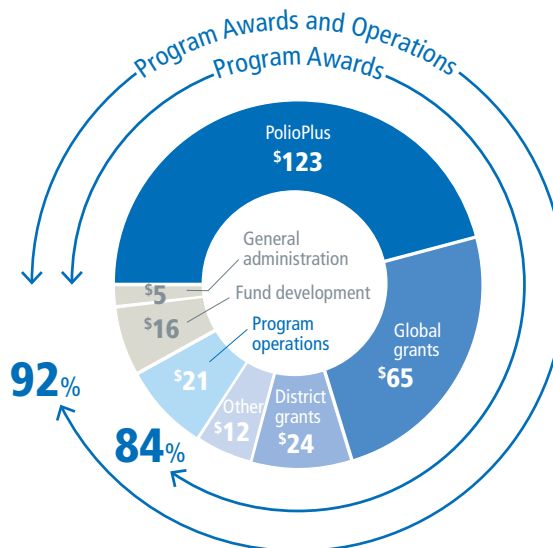 Program Awards and Operations
Program Awards
PolioPlus
$123
General
administration
$5
Fund development
$16
Program
operations
$21
Global
grants
$65
Other
$12
District
grants
$24
92%
84%